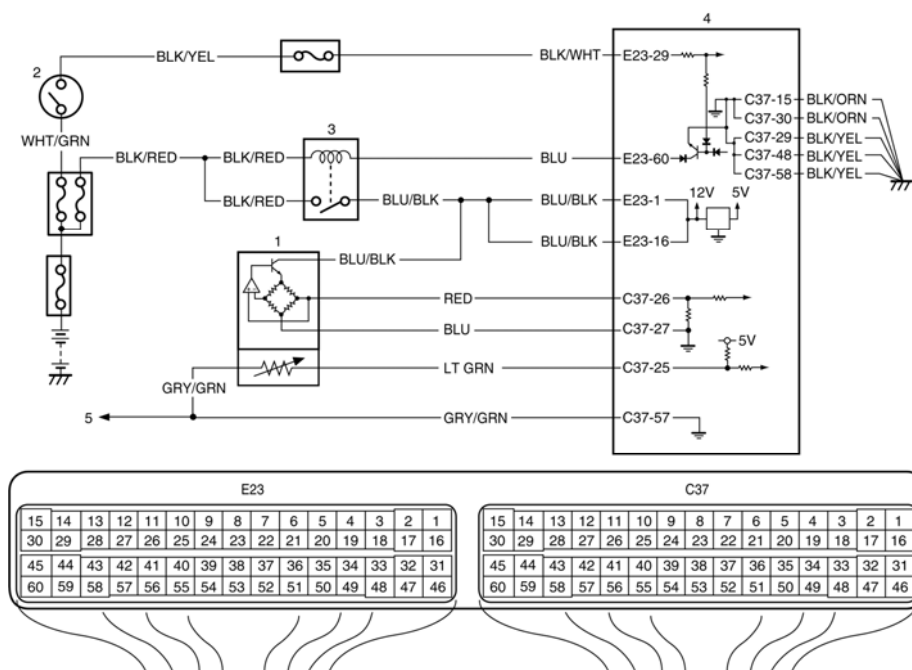 4
BLK/YEL
BLK/WHT
E23-29
2
C37-15
BLK/ORN
C37-30
BLK/ORN
WHT/GRN
3
C37-29
BLK/YEL
BLK/RED
BLK/RED
BLU
E23-60
C37-48
BLK/YEL
C37-58
BLK/YEL
BLK/RED
BLU/BLK
BLU/BLK
E23-1
12V
5V
1
BLU/BLK
E23-16
BLU/BLK
RED
C37-26
BLU
C37-27
5V
LT GRN
C37-25
GRY/GRN
5
GRY/GRN
C37-57
E23
C37
15 14 13 12 11 10 9 8 7 6 5 4 3 2 1
30 29 28 27 26 25 24 23 22 21 20 19 18 17 16
45 44 43 42 41 40 39 38 37 36 35 34 33 32 31
60 59 58 57 56 55 54 53 52 51 50 49 48 47 46
15 14 13 12 11 10 9 8 7 6 5 4 3 2 1
30 29 28 27 26 25 24 23 22 21 20 19 18 17 16
45 44 43 42 41 40 39 38 37 36 35 34 33 32 31
60 59 58 57 56 55 54 53 52 51 50 49 48 47 46